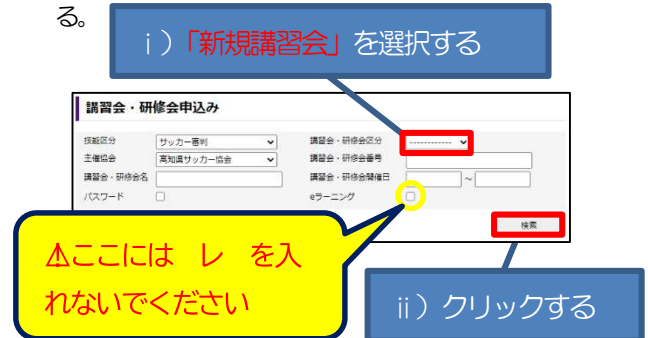 る。
ⅰ）「新規講習会」を選択する
講習会・研修会申込み
技能区分 サッカー審判 講習会・研修会区分 ------------
主催協会 高知県サッカー協会 講習会・研修会番号
講習会・研修会名 講習会・研修会開催日 ～
パスワード eラーニング
検索
⚠ここには レ を入
れないでください
ⅱ）クリックする